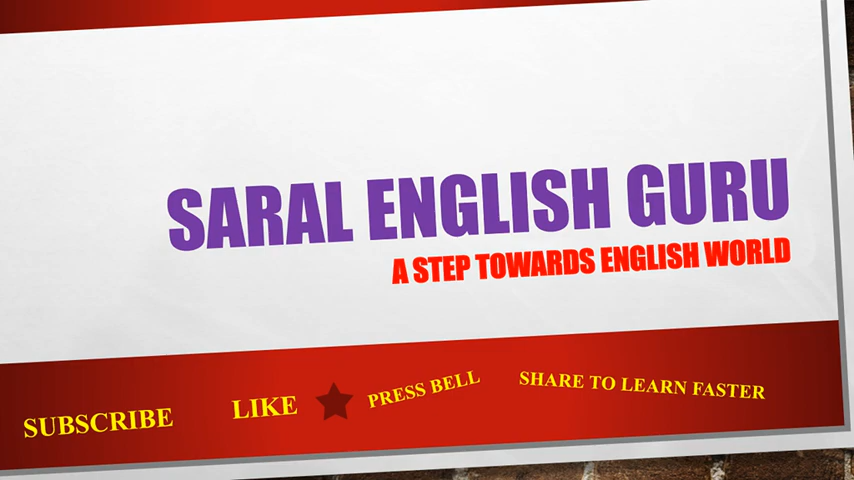 SARAL ENGLISH GURU
A STEP TOWARDS ENGLISH WORLD
SUBSCRIBE LIKE PRESS BELL SHARE TO LEARN FASTER